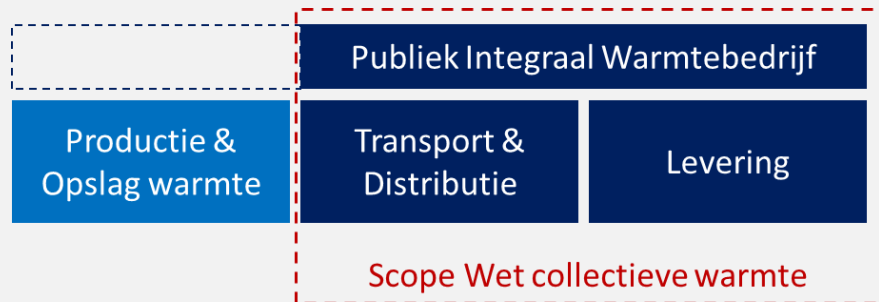 Publiek Integraal Warmtebedrijf
Productie &
Opslag warmte
Transport &
Distributie
Levering
Scope Wet collectieve warmte